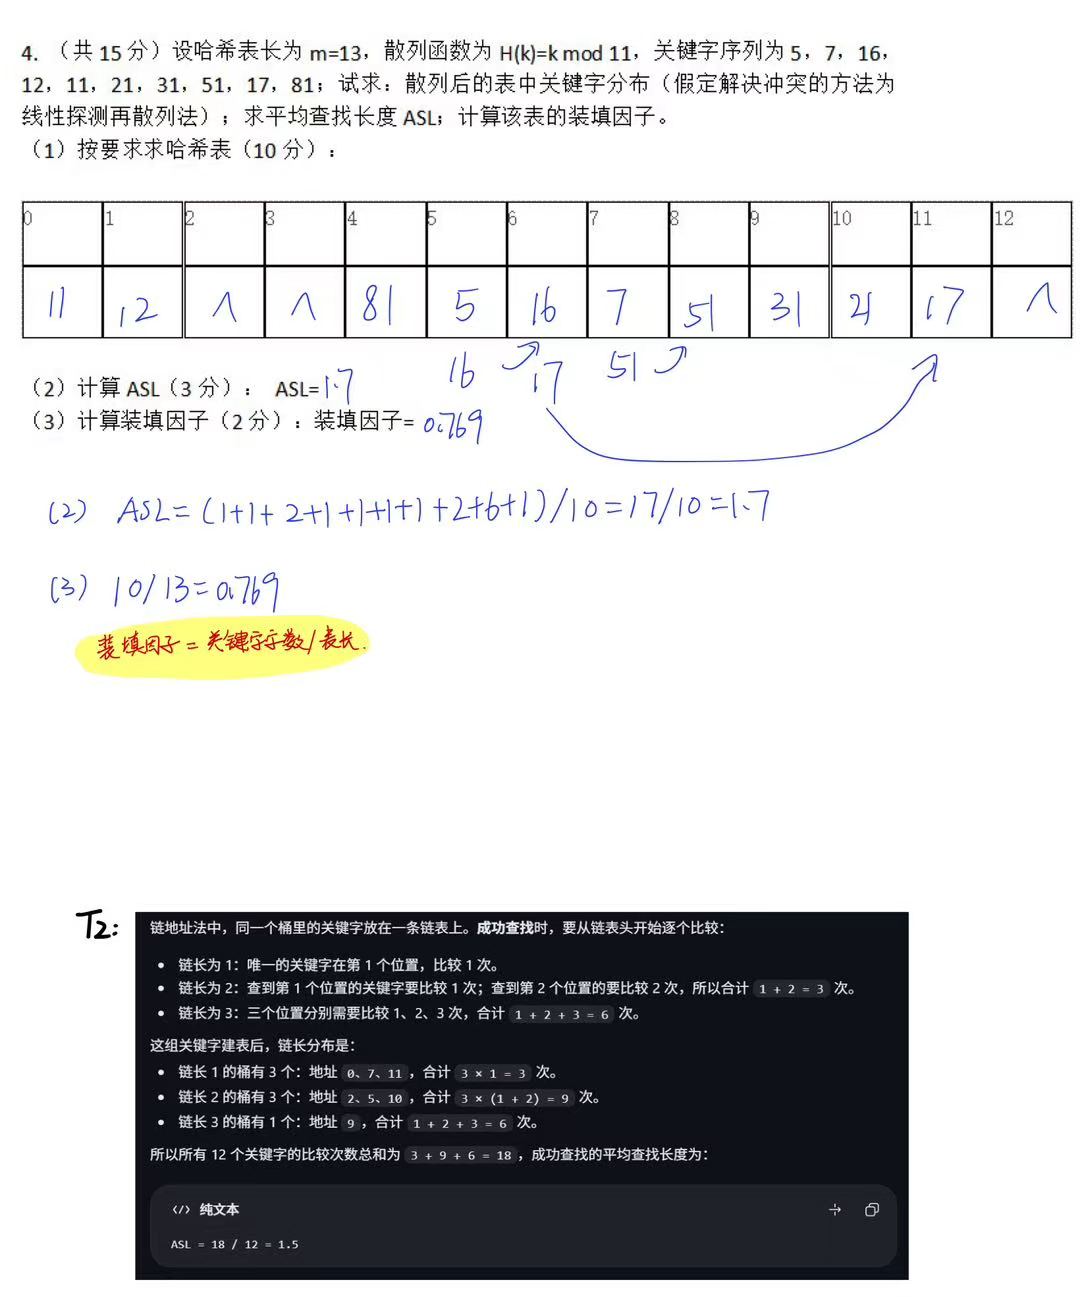 4. （共 15 分）设哈希表长为 m=13，散列函数为 H(k)=k mod 11，关键字序列为 5，7，16，
12，11，21，31，51，17，81；试求：散列后的表中关键字分布（假定解决冲突的方法为
线性探测再散列法）；求平均查找长度 ASL；计算该表的装填因子。
（1）按要求求哈希表（10 分）：
0 1 2 3 4 5 6 7 8 9 10 11 12
11 12 ∧ ∧ 81 5 16 7 51 31 21 17 ∧
16 17 51
（2）计算 ASL（3 分）： ASL=1.7
（3）计算装填因子（2 分）：装填因子= 0.769
(2) ASL=(1+1+2+1+1+1+1+2+6+1)/10=17/10=1.7
(3) 10/13=0.769
装填因子=关键字字数/表长.
T2:
链地址法中，同一个桶里的关键字放在一条链表上。成功查找时，要从链表头开始逐个比较：
• 链长为 1：唯一的关键字在第 1 个位置，比较 1 次。
• 链长为 2：查到第 1 个位置的关键字要比较 1 次；查到第 2 个位置的要比较 2 次，所以合计 1 + 2 = 3 次。
• 链长为 3：三个位置分别需要比较 1、2、3 次，合计 1 + 2 + 3 = 6 次。
这组关键字建表后，链长分布是：
• 链长 1 的桶有 3 个：地址 0、7、11，合计 3 × 1 = 3 次。
• 链长 2 的桶有 3 个：地址 2、5、10，合计 3 × (1 + 2) = 9 次。
• 链长 3 的桶有 1 个：地址 9，合计 1 + 2 + 3 = 6 次。
所以所有 12 个关键字的比较次数总和为 3 + 9 + 6 = 18，成功查找的平均查找长度为：
</> 纯文本
ASL = 18 / 12 = 1.5